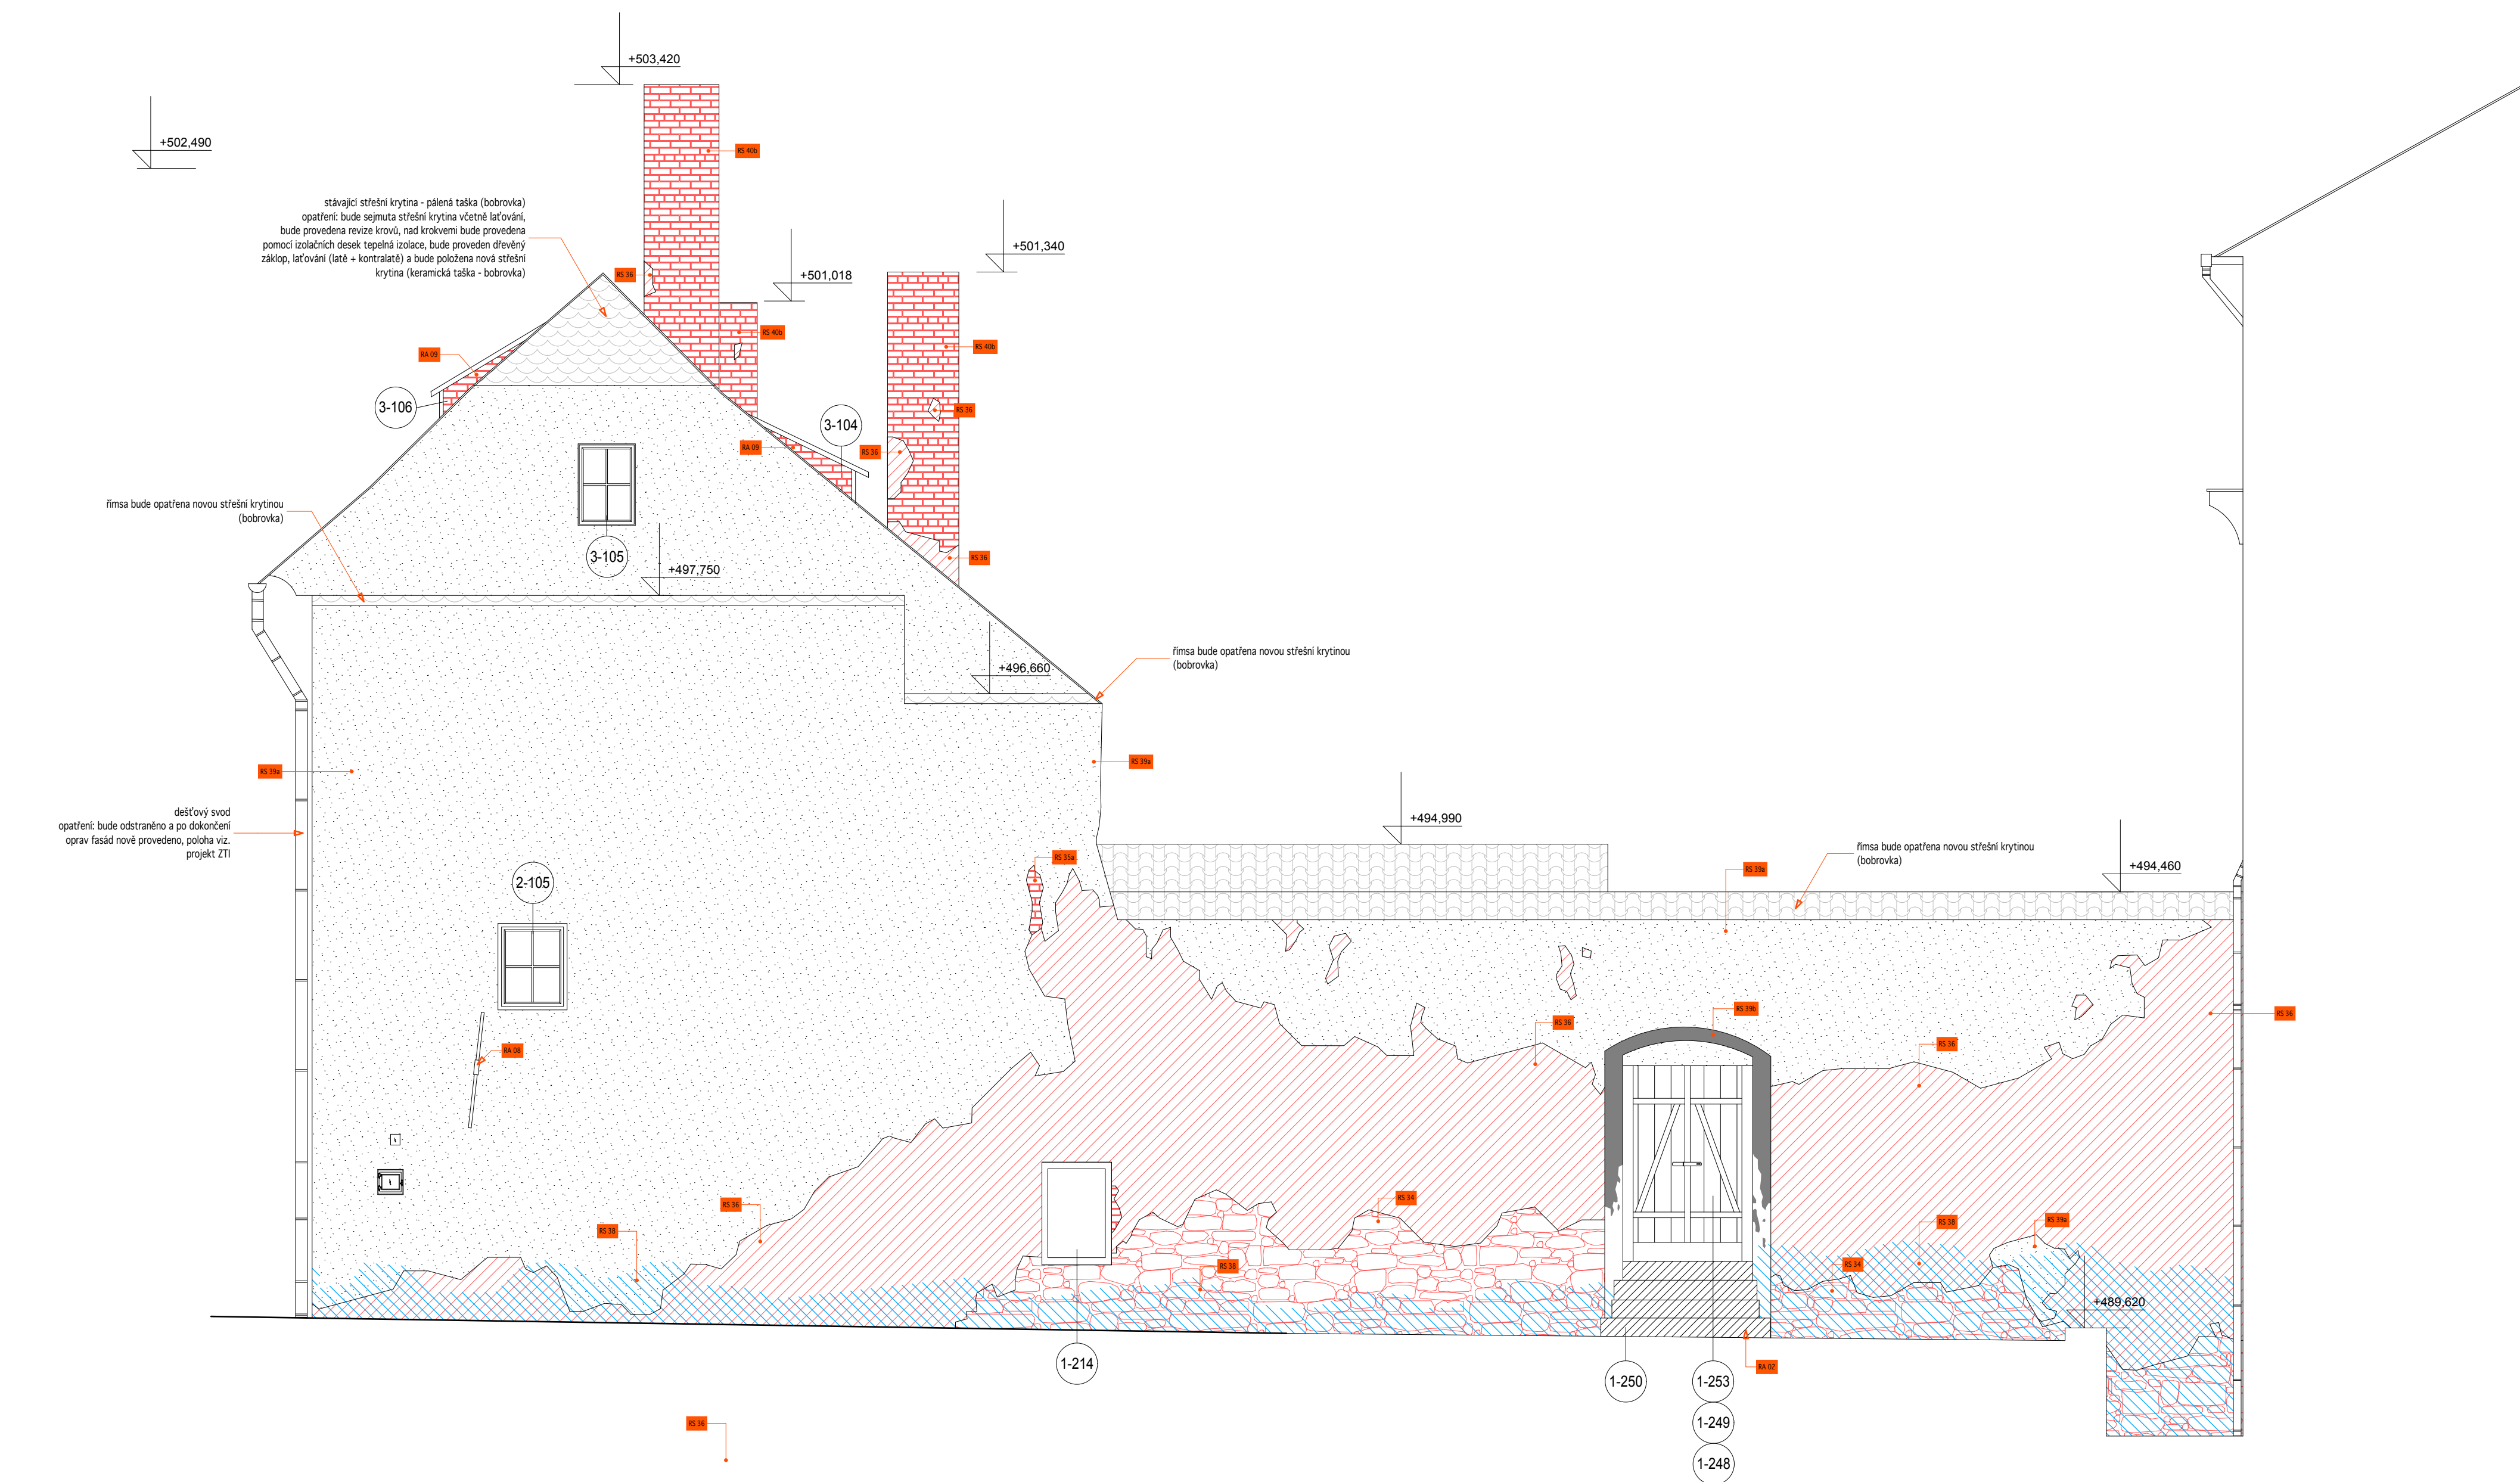 +503,420
+502,490
RS 40b
stávající střešní krytina - pálená taška (bobrovka)
opatření: bude sejmuta střešní krytina včetně laťování,
bude provedena revize krovů, nad krokvemi bude provedena
pomocí izolačních desek tepelná izolace, bude proveden dřevěný
záklop, laťování (latě + kontralatě) a bude položena nová střešní
krytina (keramická taška - bobrovka)
+501,340
+501,018
RS 36
RS 40b
RS 40b
RA 09
3-106
RS 36
3-104
RA 09
RS 36
římsa bude opatřena novou střešní krytinou
(bobrovka)
3-105
RS 36
+497,750
římsa bude opatřena novou střešní krytinou
(bobrovka)
+496,660
RS 39a
RS 39a
dešťový svod
opatření: bude odstraněno a po dokončení
oprav fasád nově provedeno, poloha viz.
projekt ZTI
+494,990
římsa bude opatřena novou střešní krytinou
(bobrovka)
+494,460
RS 35a
RS 39a
2-105
RS 39b
RS 36
RS 36
RS 36
RA 08
RS 36
RS 34
RS 38
RS 38
RS 39a
RS 38
RS 34
+489,620
1-214
RA 02
1-250
1-253
1-249
1-248
RS 36